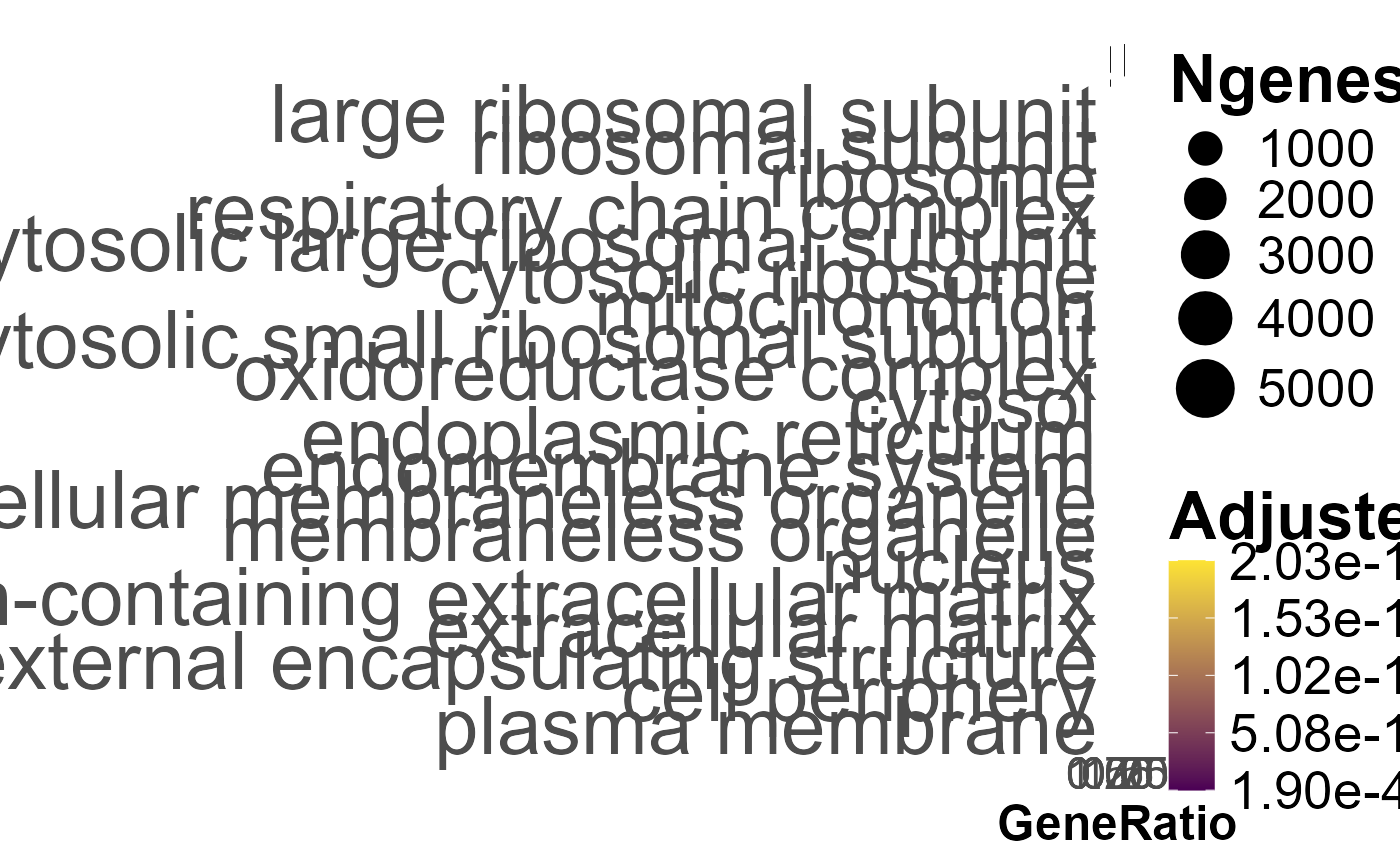 large ribosomal subunit
ribosomal subunit
ribosome
respiratory chain complex
ytosolic large ribosomal subunit
cytosolic ribosome
mitochondrion
ytosolic small ribosomal subunit
oxidoreductase complex
cytosol
endoplasmic reticulum
endomembrane system
ellular membraneless organelle
membraneless organelle
nucleus
n-containing extracellular matrix
extracellular matrix
external encapsulating structure
cell periphery
plasma membrane
GeneRatio
Ngenes
1000
2000
3000
4000
5000
Adjuste
2.03e-1
1.53e-1
1.02e-1
5.08e-1
1.90e-4